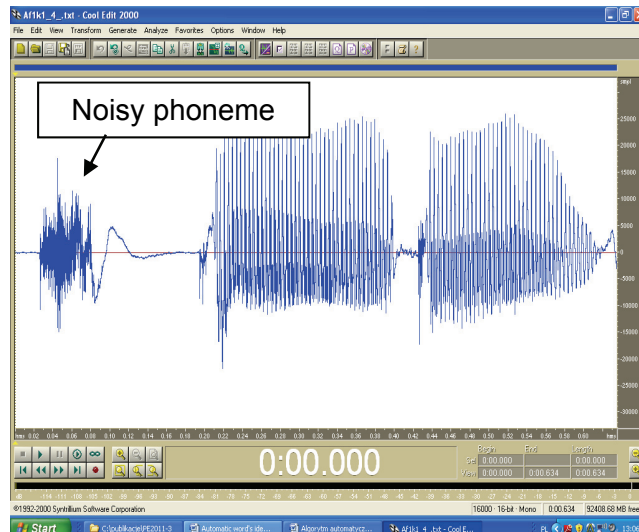 Af1k1_4_.txt - Cool Edit 2000
File Edit View Transform Generate Analyze Favorites Options Window Help
Noisy phoneme
smpl
25000
20000
15000
10000
5000
0
-5000
-10000
-15000
-20000
-25000
-30000
hms 0.02 0.04 0.06 0.08 0.10 0.12 0.14 0.16 0.18 0.20 0.22 0.24 0.26 0.28 0.30 0.32 0.34 0.36 0.38 0.40 0.42 0.44 0.46 0.48 0.50 0.52 0.54 0.56 0.58 0.60 hms
0:00.000
Begin End Length
Sel 0:00.000 0:00.000
View 0:00.000 0:00.634 0:00.634
©1992-2000 Syntrillium Software Corporation
16000 · 16-bit · Mono 0:00.634 92408.68 MB
Start C:\publikacje\PE2011-3 Automatic word's ide... Algorytm automatycz... Af1k1_4_.txt - Cool E... PL 13:06